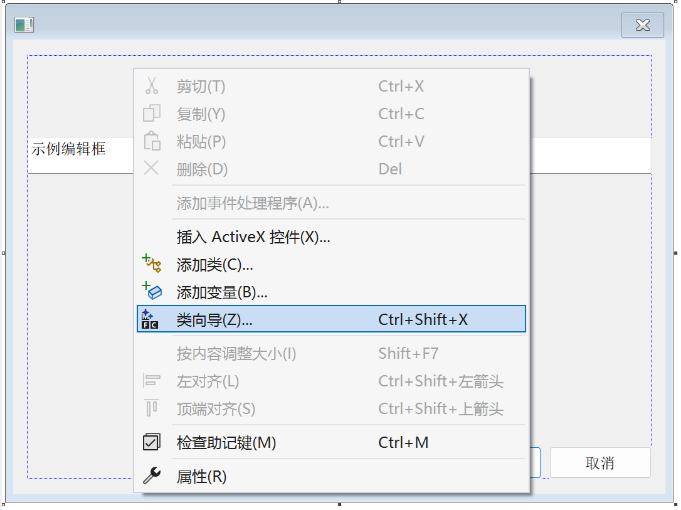 剪切(T) Ctrl+X
复制(Y) Ctrl+C
粘贴(P) Ctrl+V
示例编辑框
删除(D) Del
添加事件处理程序(A)...
插入 ActiveX 控件(X)...
添加类(C)...
添加变量(B)...
类向导(Z)... Ctrl+Shift+X
按内容调整大小(I) Shift+F7
左对齐(L) Ctrl+Shift+左箭头
顶端对齐(S) Ctrl+Shift+上箭头
检查助记键(M) Ctrl+M
取消
属性(R)